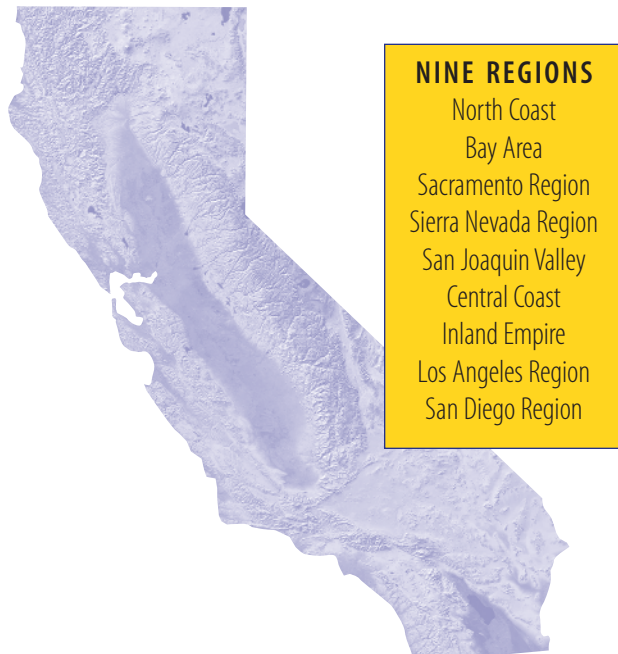 NINE REGIONS
North Coast
Bay Area
Sacramento Region
Sierra Nevada Region
San Joaquin Valley
Central Coast
Inland Empire
Los Angeles Region
San Diego Region